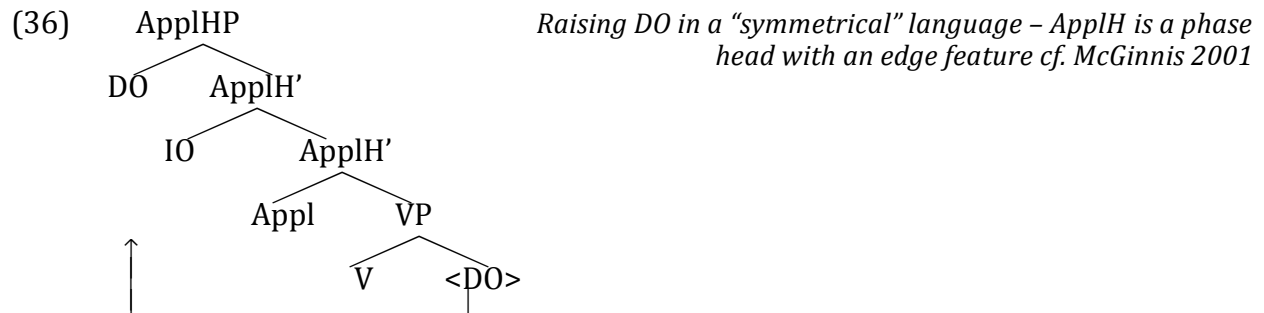 (36) ApplHP Raising DO in a “symmetrical” language – ApplH is a phase
head with an edge feature cf. McGinnis 2001
DO ApplH’
IO ApplH’
Appl VP
V <DO>